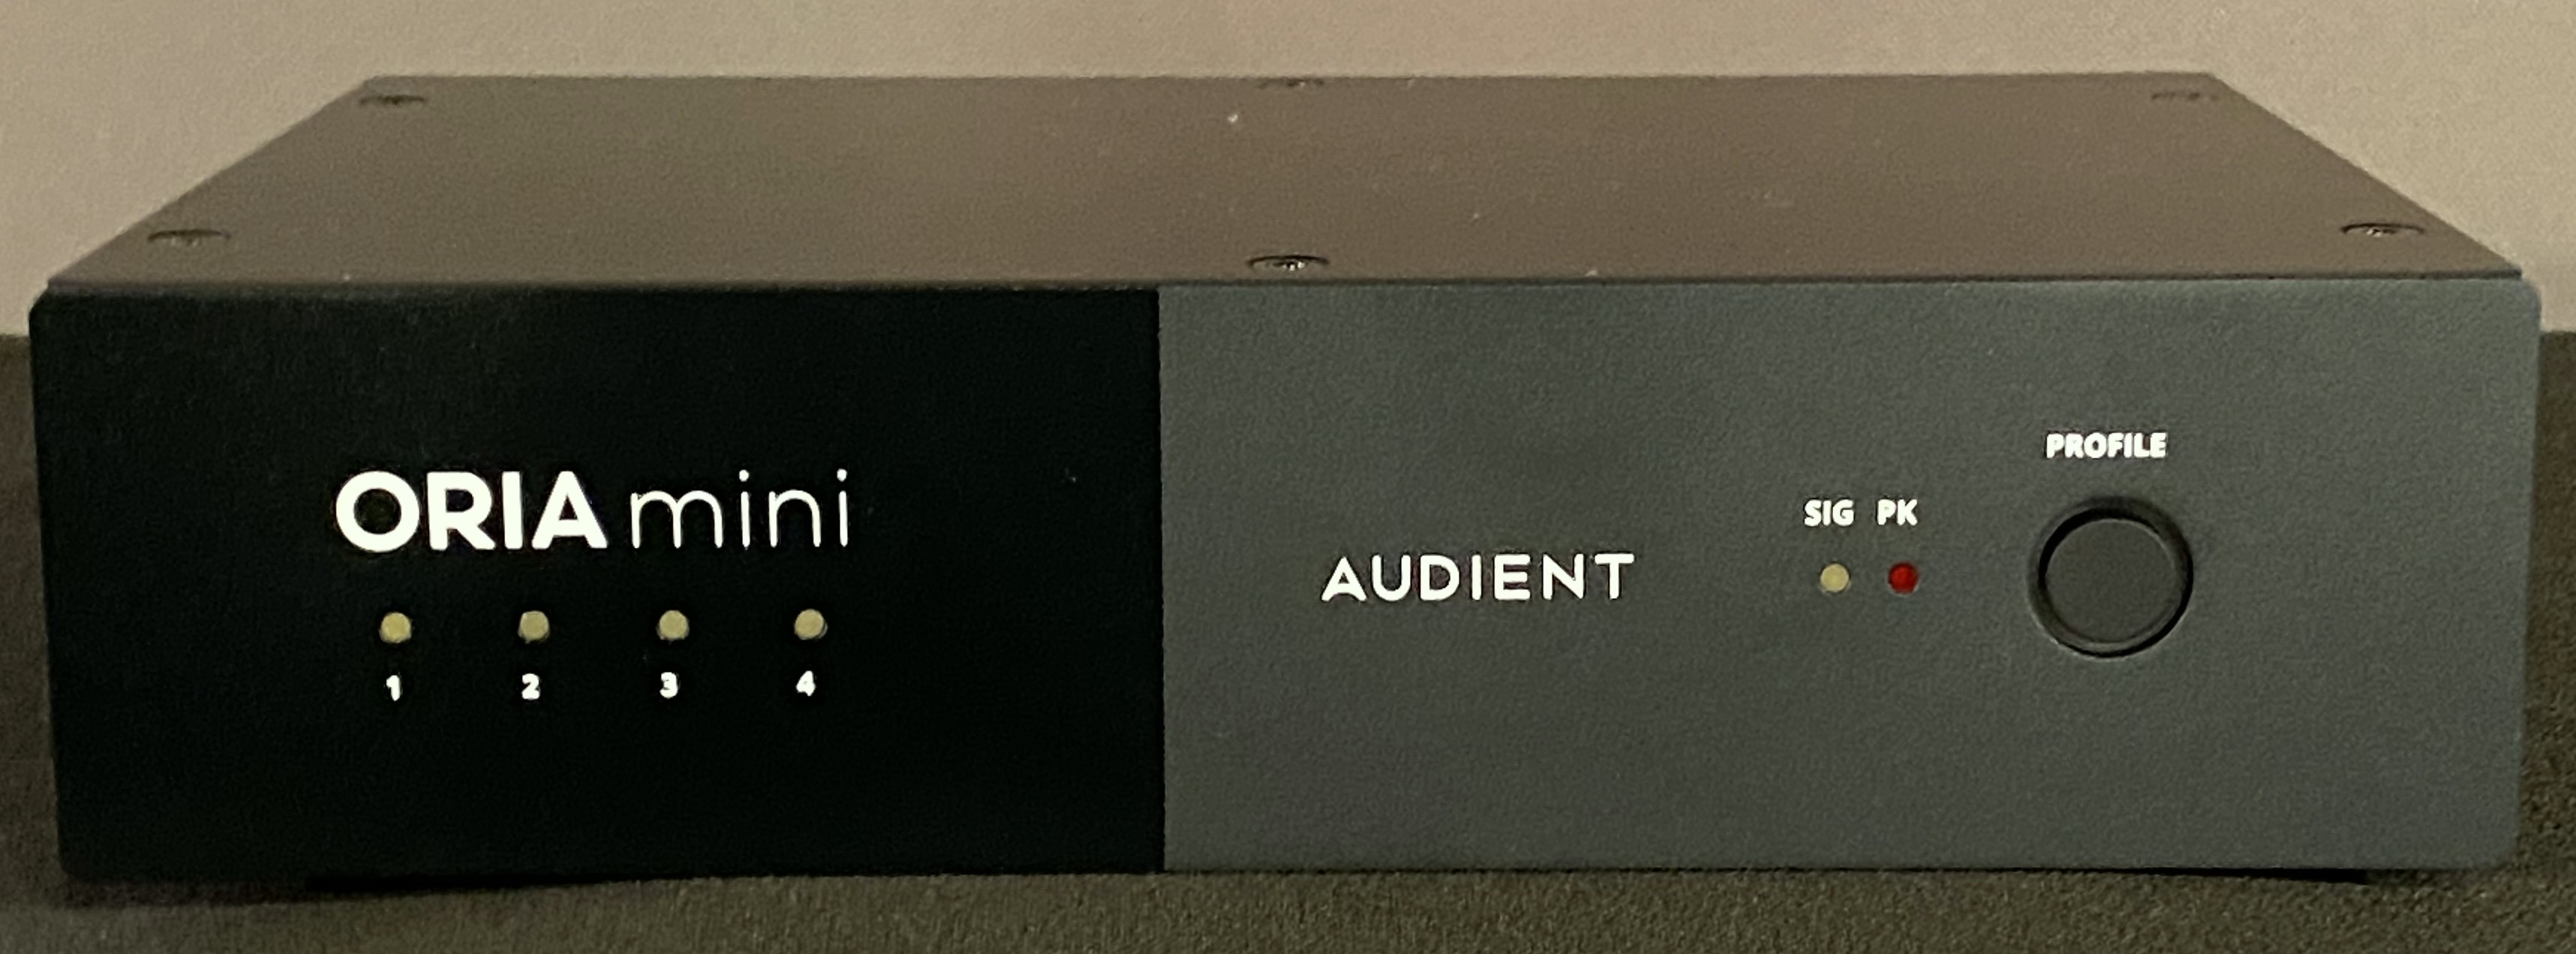 ORIA mini
1 2 3 4
AUDIENT
SIG PK
PROFILE